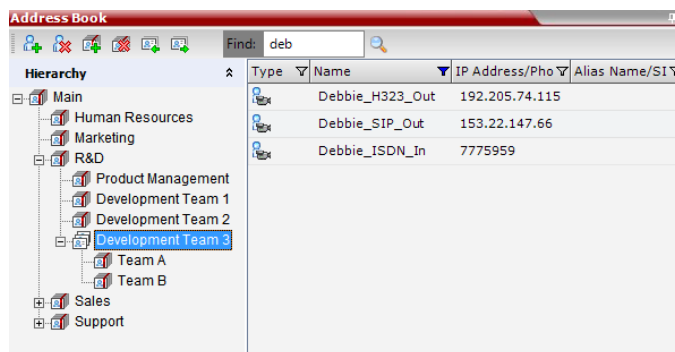 Address Book
Find: deb
Hierarchy
Type Name IP Address/Pho Alias Name/SI
Main
Human Resources
Marketing
R&D
Product Management
Development Team 1
Development Team 2
Development Team 3
Team A
Team B
Sales
Support
Debbie_H323_Out 192.205.74.115
Debbie_SIP_Out 153.22.147.66
Debbie_ISDN_In 7775959